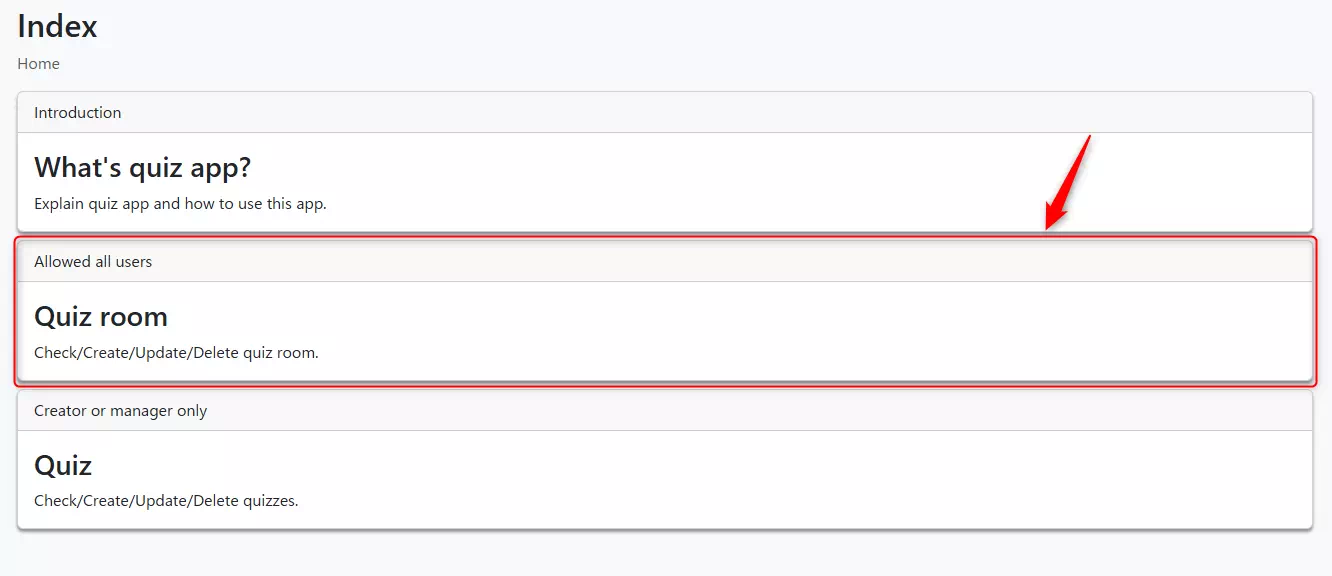 Index
Home
Introduction
What's quiz app?
Explain quiz app and how to use this app.
Allowed all users
Quiz room
Check/Create/Update/Delete quiz room.
Creator or manager only
Quiz
Check/Create/Update/Delete quizzes.